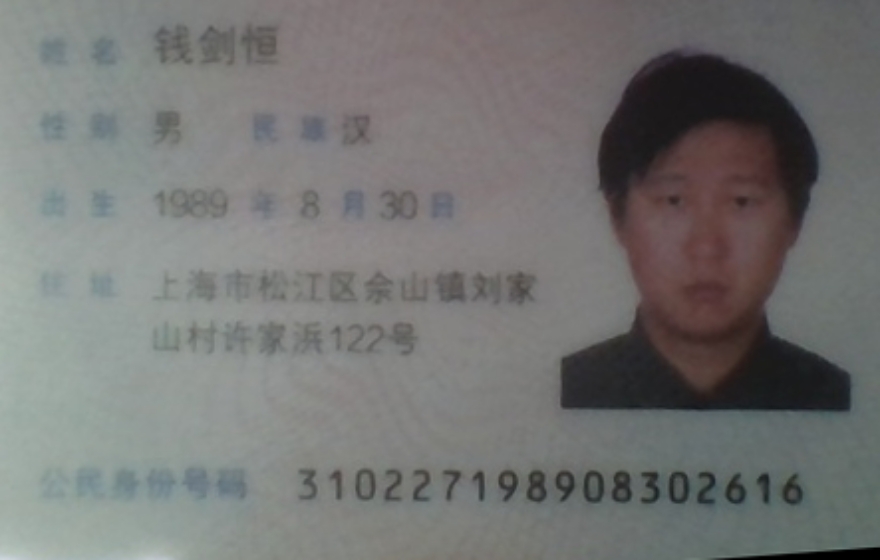 姓名 钱剑恒
性别 男 民族 汉
出生 1989 年 8 月 30 日
住址 上海市松江区佘山镇刘家
山村许家浜122号
公民身份号码 310227198908302616